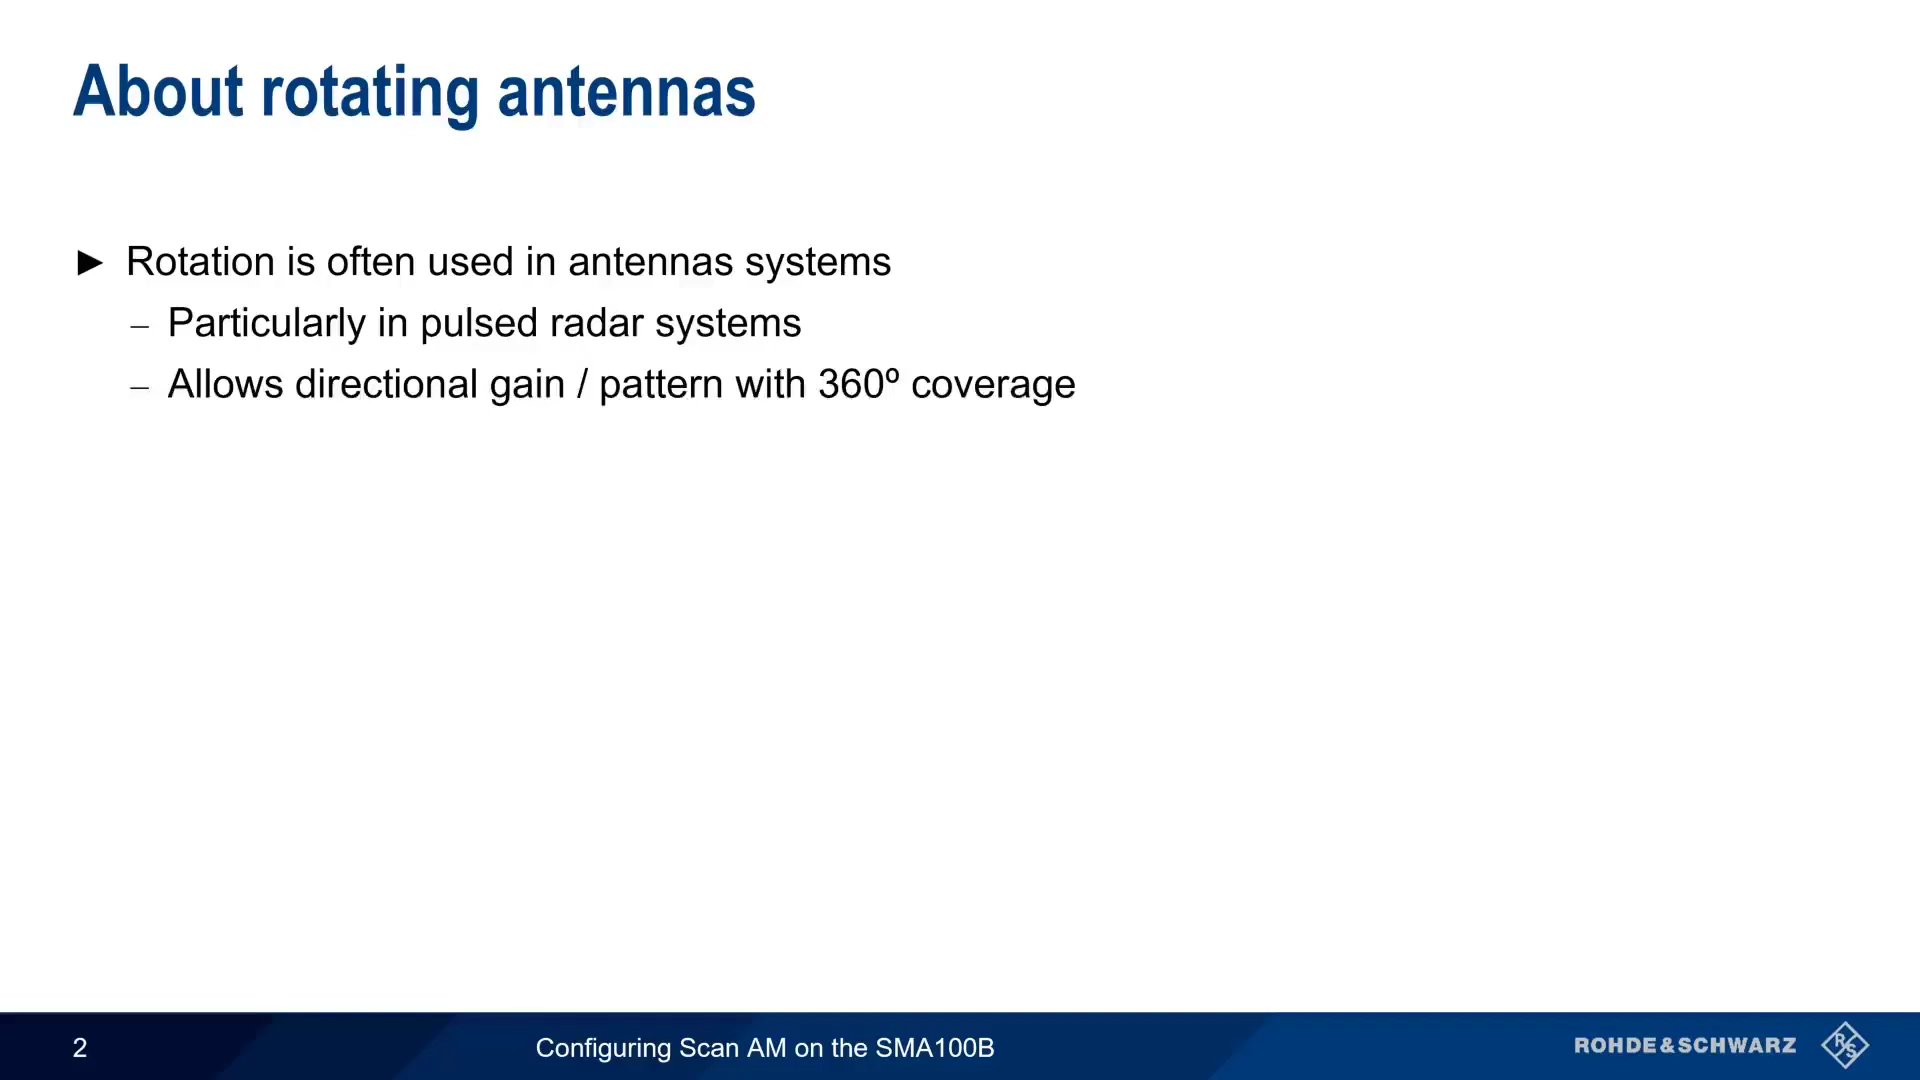 About rotating antennas
► Rotation is often used in antennas systems
– Particularly in pulsed radar systems
– Allows directional gain / pattern with 360º coverage
2
Configuring Scan AM on the SMA100B
ROHDE&SCHWARZ
R&S